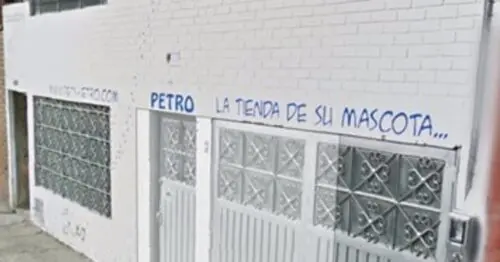 PETRO
LA TIENDA DE SU MASCOTA...